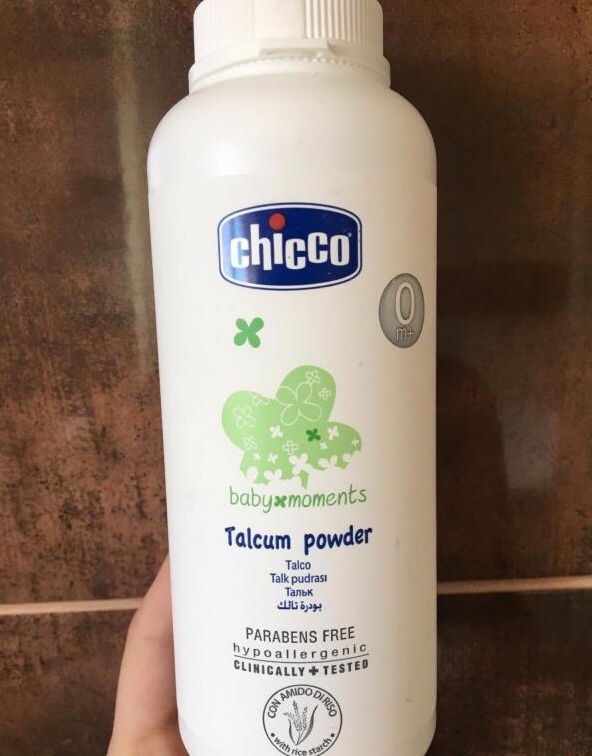 chicco
0
m+
baby moments
Talcum powder
Talco
Talk pudrası
Тальк
بودرة تالك
PARABENS FREE
hypoallergenic
CLINICALLY + TESTED
CON AMIDO DI RISO
• with rice starch •